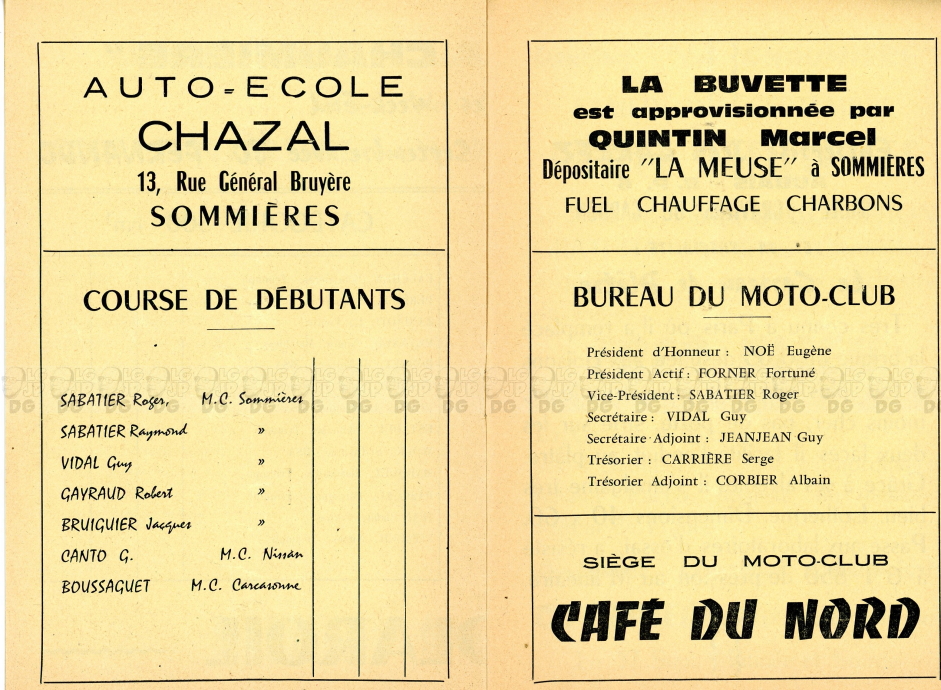 AUTO-ECOLE
CHAZAL
13, Rue Général Bruyère
SOMMIÈRES
COURSE DE DÉBUTANTS
SABATIER Roger, M.C. Sommières
SABATIER Raymond »
VIDAL Guy »
GAYRAUD Robert »
BRUIGUIER Jacques »
CANTO G. M.C. Nissan
BOUSSAGUET M.C. Carcasonne
LA BUVETTE
est approvisionnée par
QUINTIN Marcel
Dépositaire "LA MEUSE" à SOMMIÈRES
FUEL CHAUFFAGE CHARBONS
BUREAU DU MOTO-CLUB
Président d'Honneur : NOË Eugène
Président Actif : FORNER Fortuné
Vice-Président : SABATIER Roger
Secrétaire : VIDAL Guy
Secrétaire Adjoint : JEANJEAN Guy
Trésorier : CARRIÈRE Serge
Trésorier Adjoint : CORBIER Albain
SIÈGE DU MOTO-CLUB
CAFÉ DU NORD